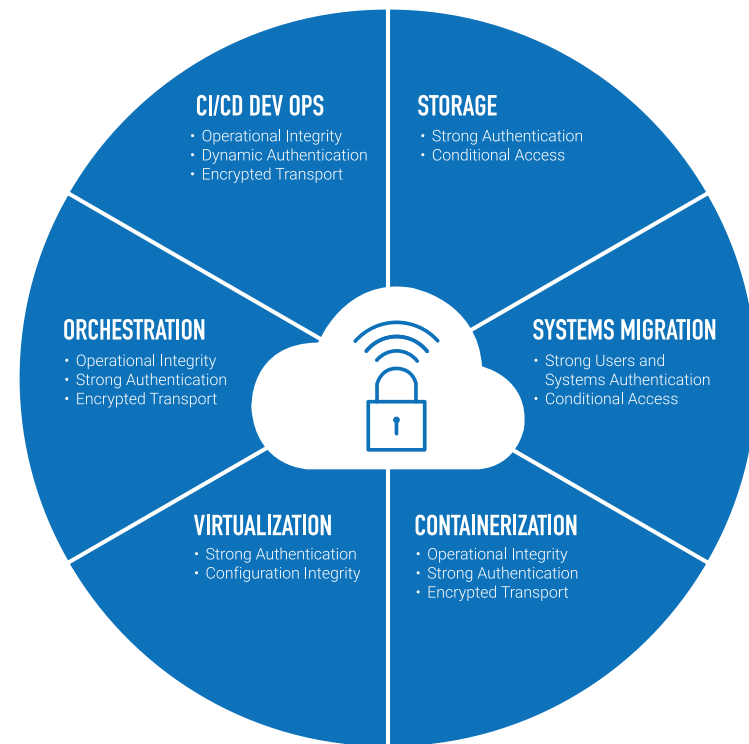 CI/CD DEV OPS
• Operational Integrity
• Dynamic Authentication
• Encrypted Transport
STORAGE
• Strong Authentication
• Conditional Access
ORCHESTRATION
• Operational Integrity
• Strong Authentication
• Encrypted Transport
SYSTEMS MIGRATION
• Strong Users and
Systems Authentication
• Conditional Access
VIRTUALIZATION
• Strong Authentication
• Configuration Integrity
CONTAINERIZATION
• Operational Integrity
• Strong Authentication
• Encrypted Transport